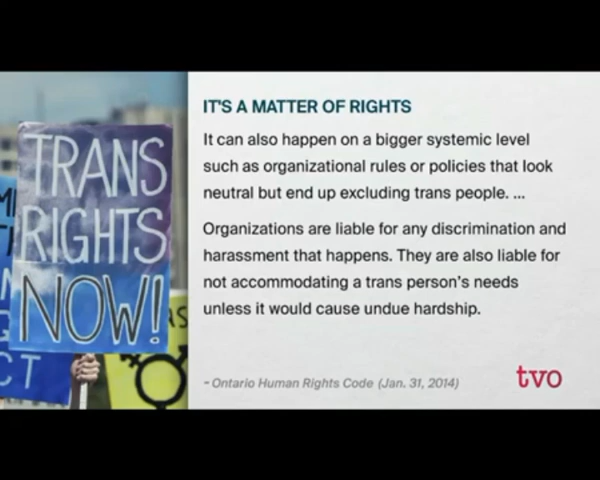 TRANS
RIGHTS
NOW!
CT
IT'S A MATTER OF RIGHTS
It can also happen on a bigger systemic level
such as organizational rules or policies that look
neutral but end up excluding trans people. ...
Organizations are liable for any discrimination and
harassment that happens. They are also liable for
not accommodating a trans person's needs
unless it would cause undue hardship.
- Ontario Human Rights Code (Jan. 31, 2014)
tvo